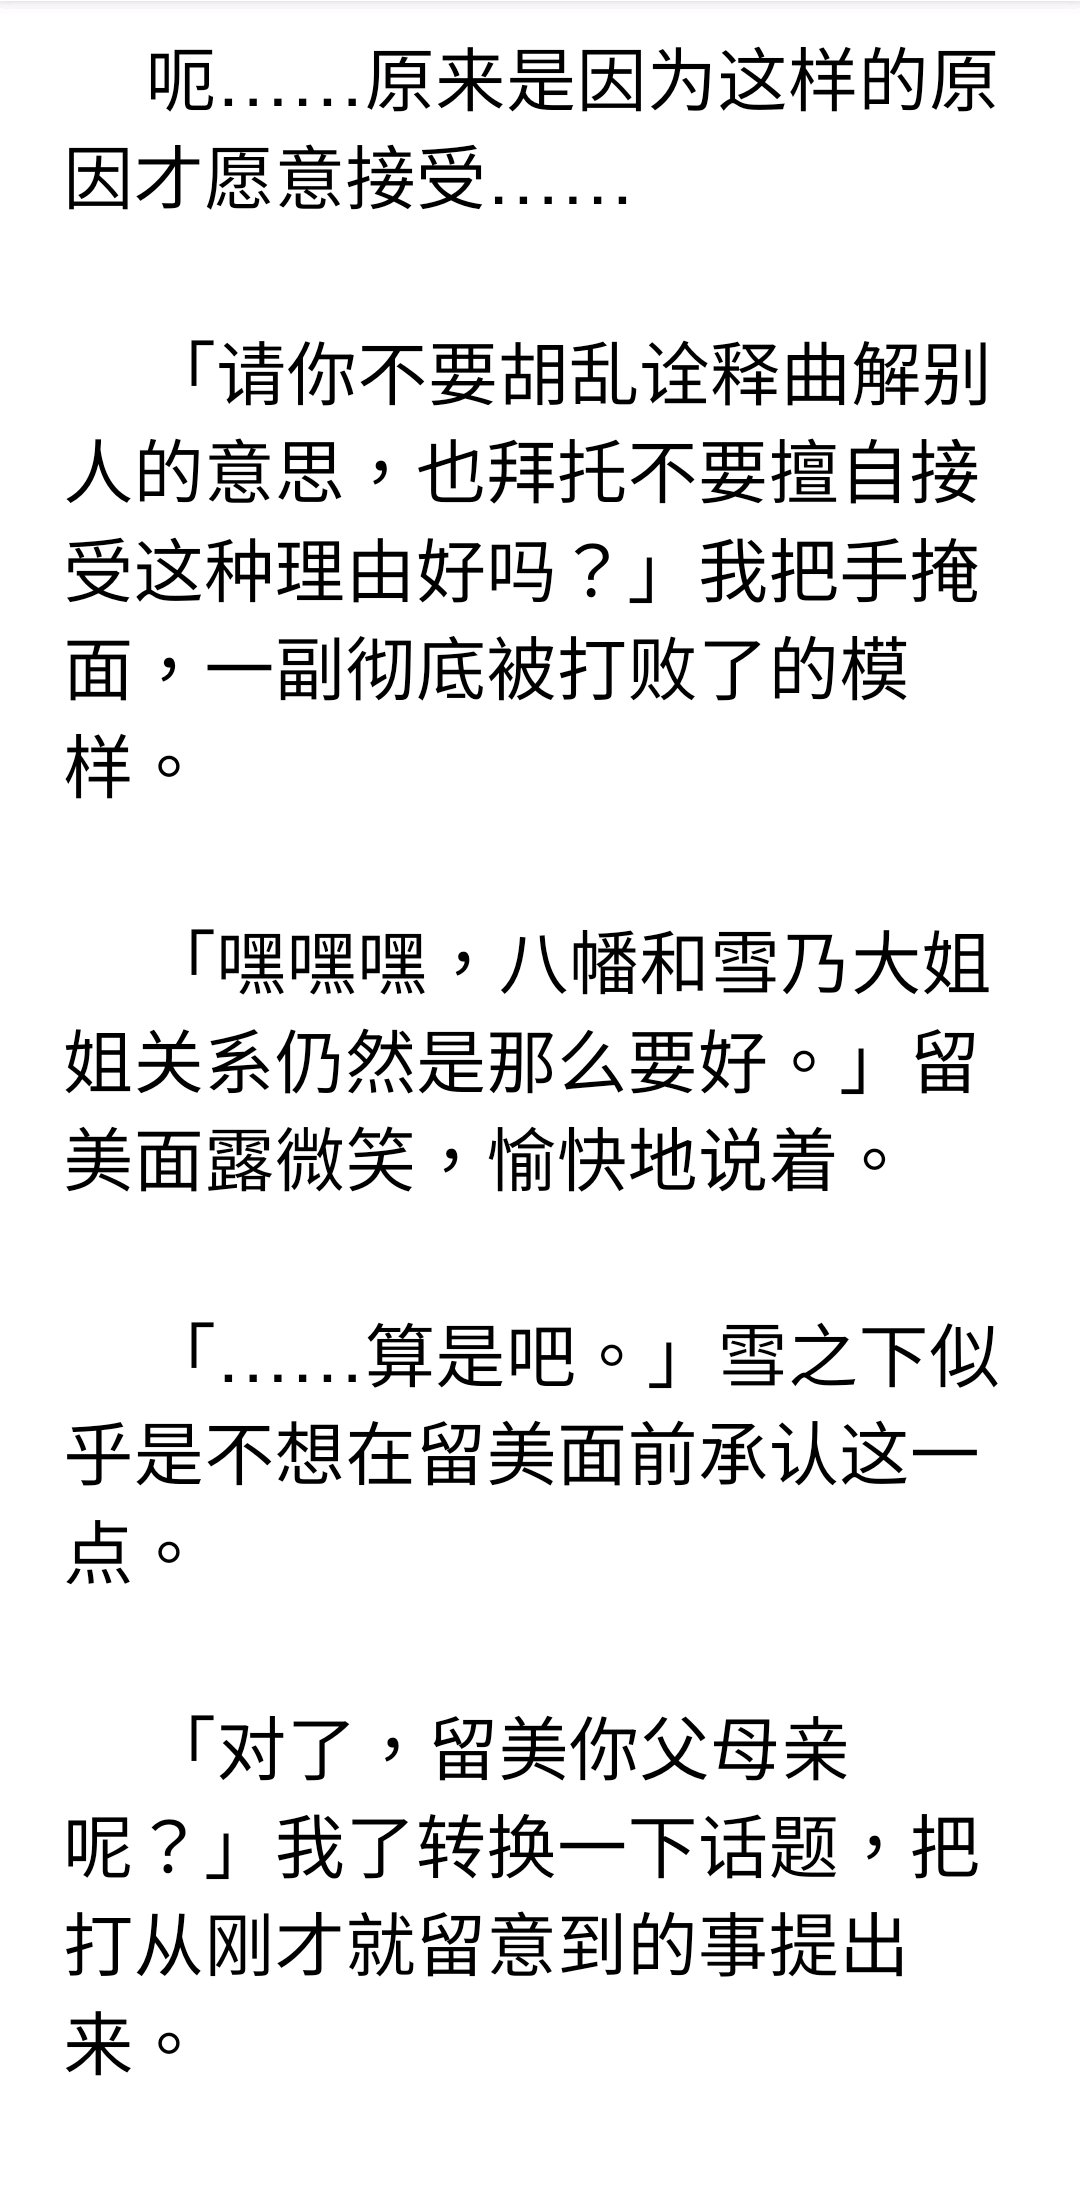 呃……原来是因为这样的原
因才愿意接受……
「请你不要胡乱诠释曲解别
人的意思，也拜托不要擅自接
受这种理由好吗？」我把手掩
面，一副彻底被打败了的模
样。
「嘿嘿嘿，八幡和雪乃大姐
姐关系仍然是那么要好。」留
美面露微笑，愉快地说着。
「……算是吧。」雪之下似
乎是不想在留美面前承认这一
点。
「对了，留美你父母亲
呢？」我了转换一下话题，把
打从刚才就留意到的事提出
来。